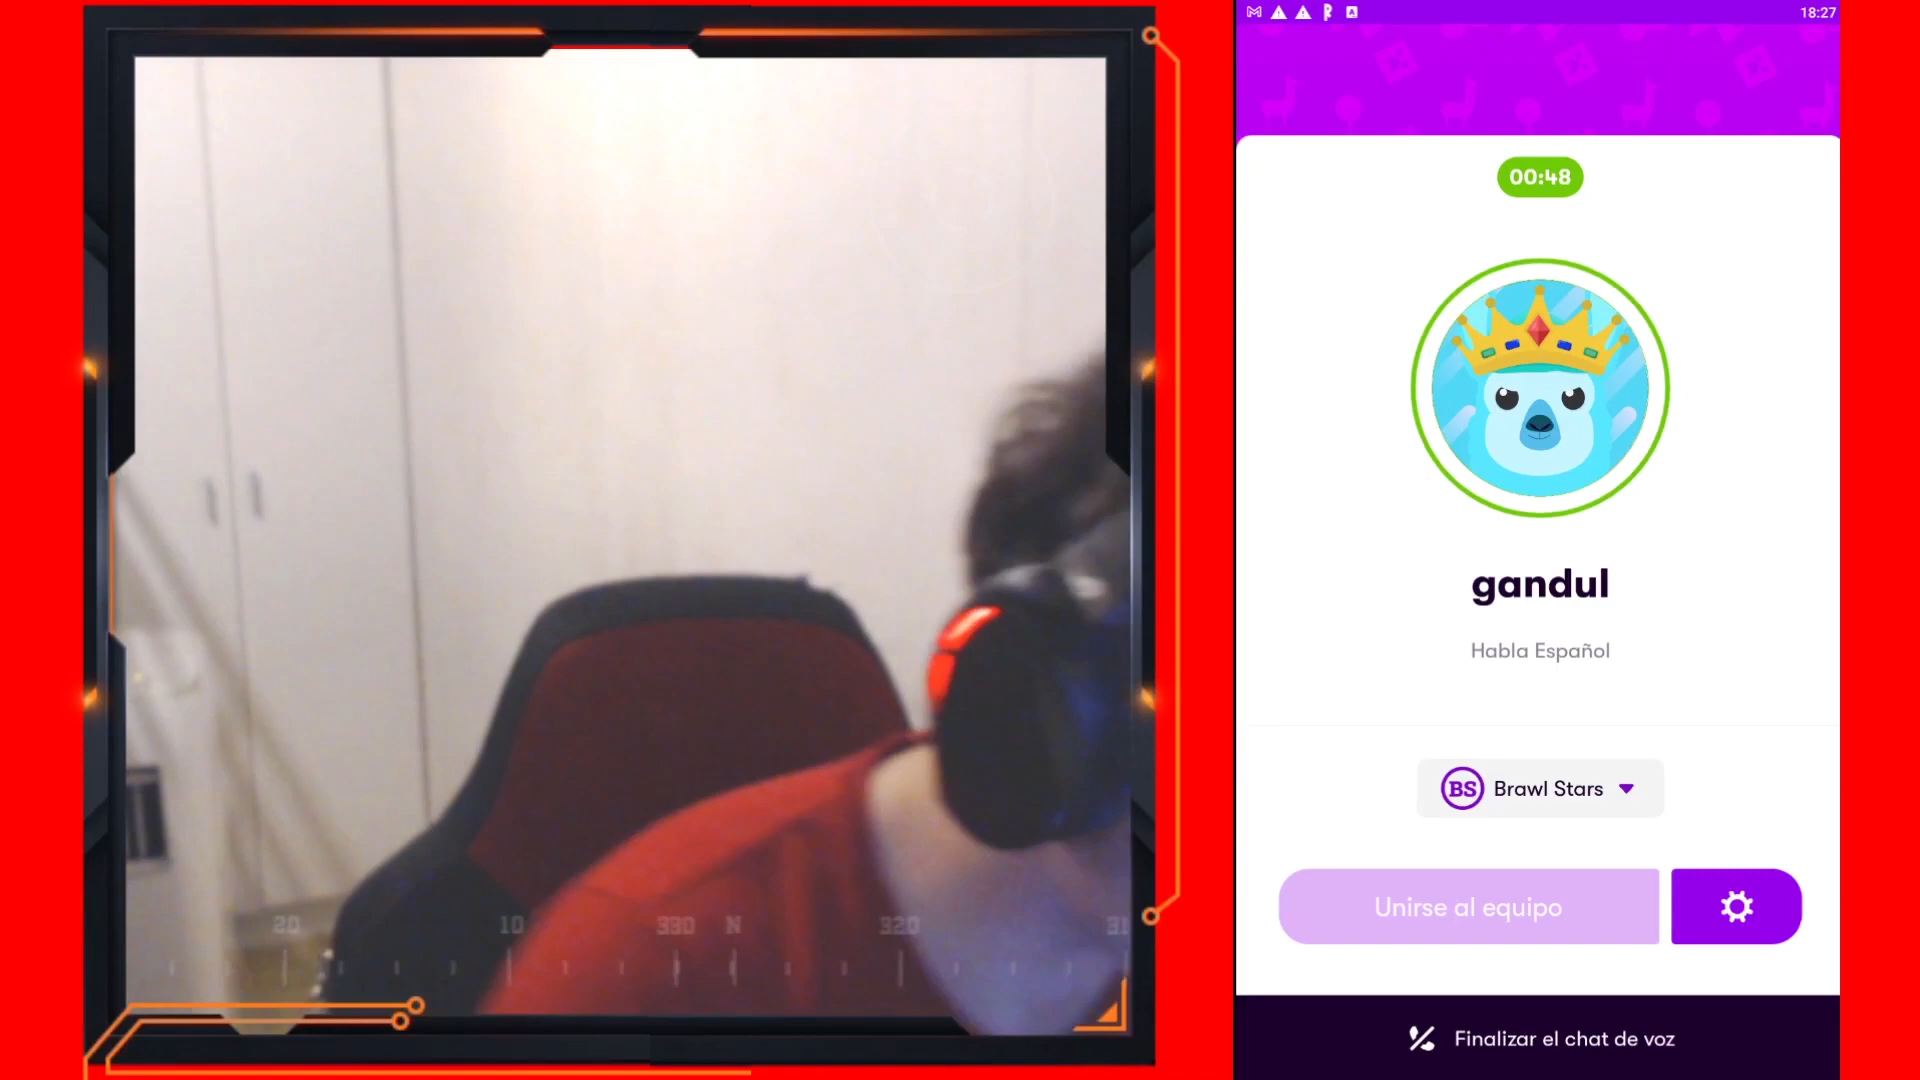 18:27
00:48
gandul
Habla Español
BS Brawl Stars
Unirse al equipo
20 10 330 N 320 31
Finalizar el chat de voz